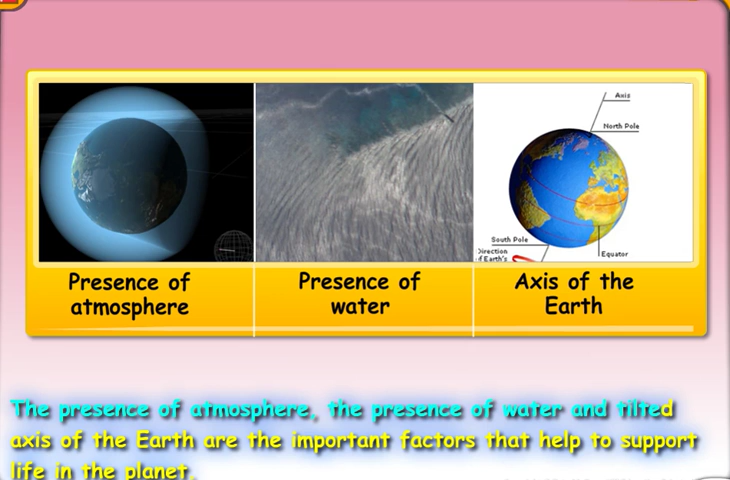 Axis
North Pole
South Pole
Direction
of Earth's
Equator
Presence of
atmosphere
Presence of
water
Axis of the
Earth
The presence of atmosphere, the presence of water and tilted
axis of the Earth are the important factors that help to support
life in the planet.